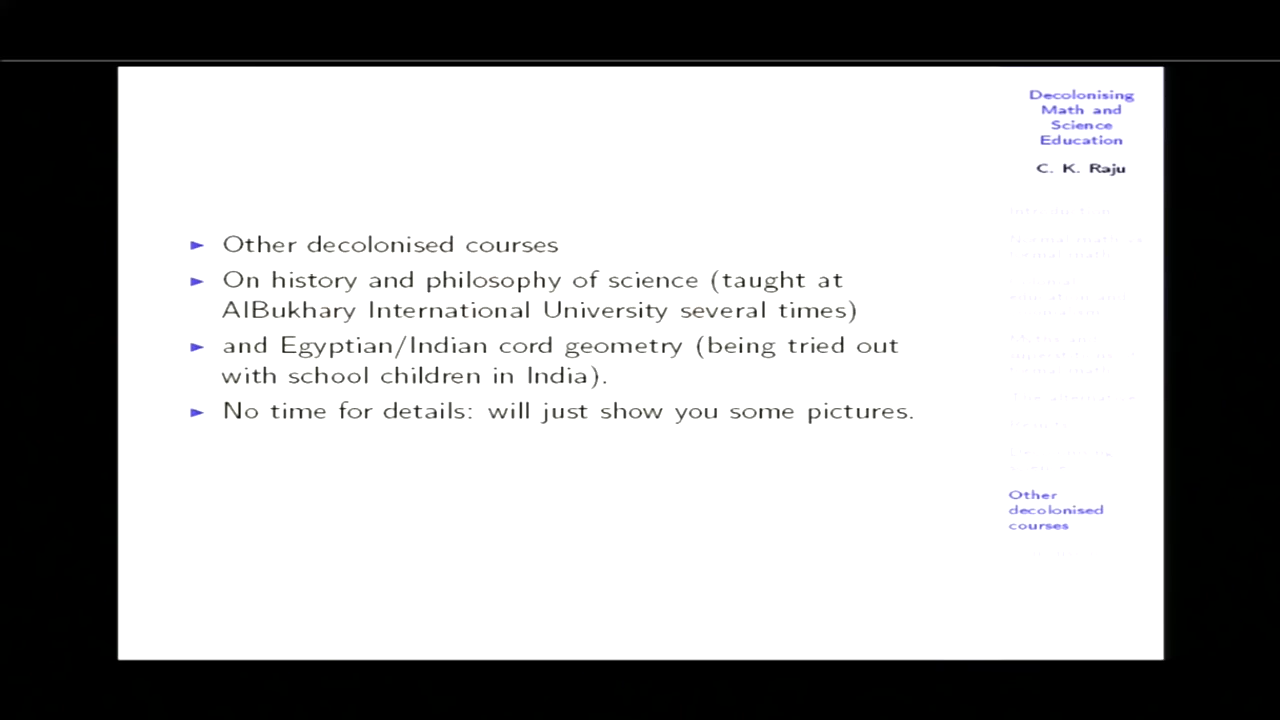 Other decolonised courses
On history and philosophy of science (taught at
AlBukhary International University several times)
and Egyptian/Indian cord geometry (being tried out
with school children in India).
No time for details: will just show you some pictures.
Decolonising
Math and
Science
Education
C. K. Raju
Other
decolonised
courses